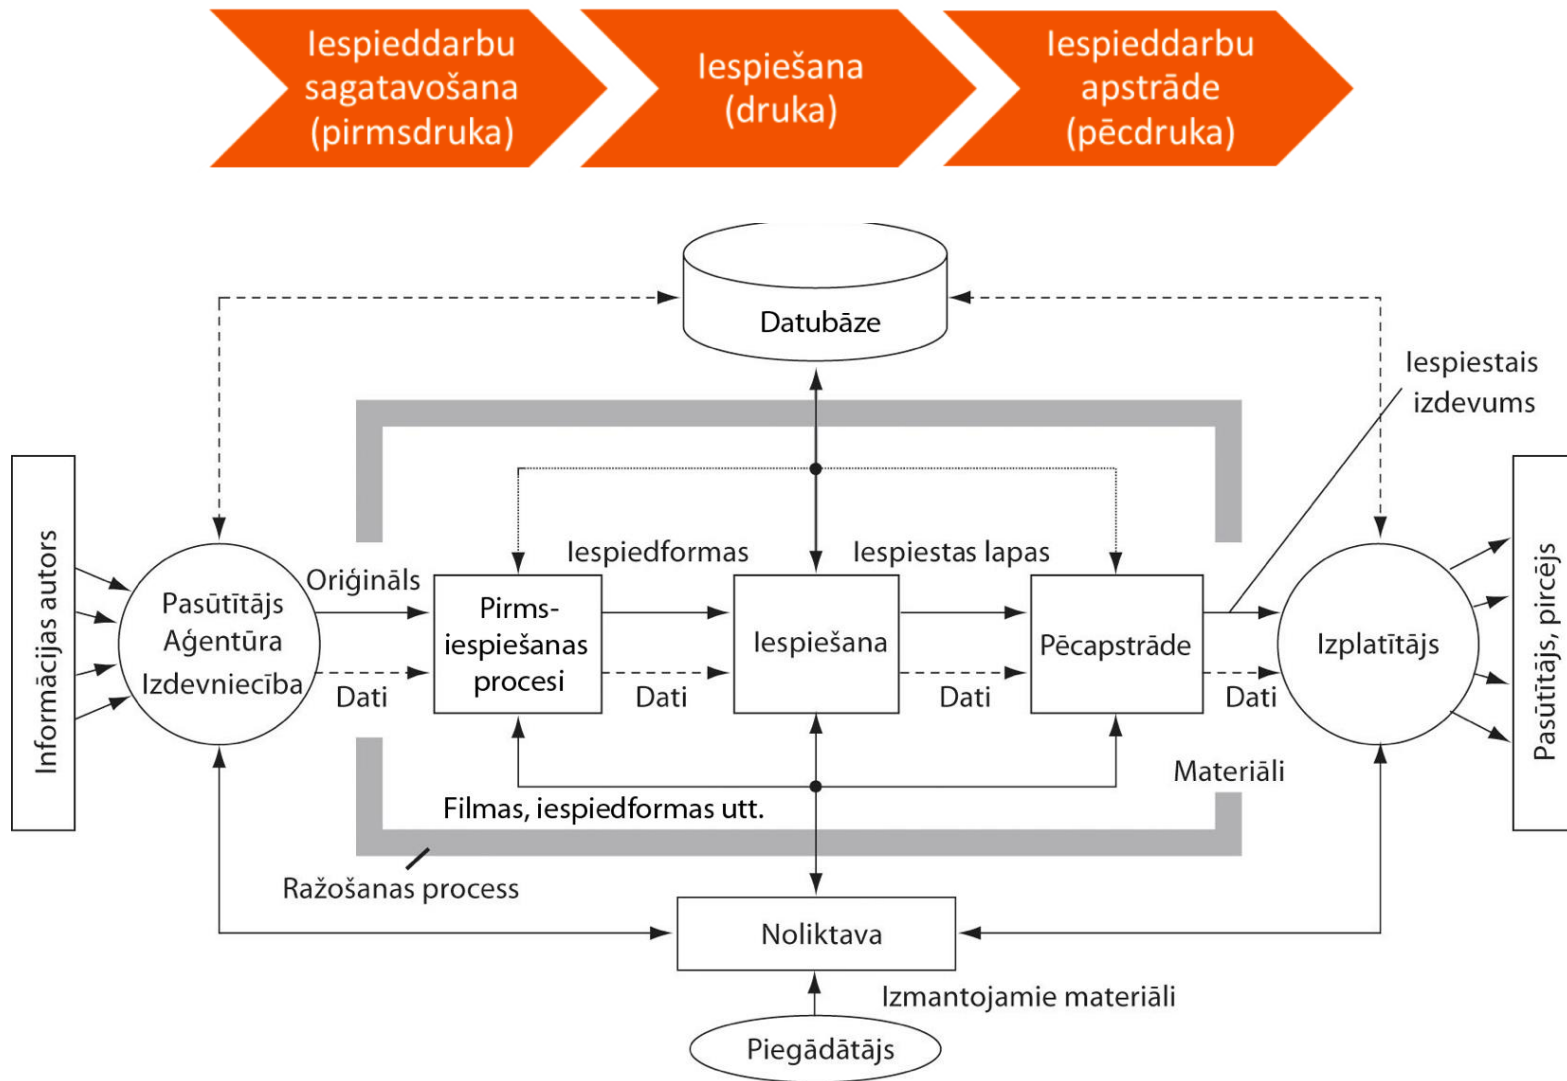 Iespieddarbu
sagatavošana
(pirmsdruka)
Iespiešana
(druka)
Iespieddarbu
apstrāde
(pēcdruka)
Datubāze
Iespiestais
izdevums
Informācijas autors
Pasūtītājs
Aģentūra
Izdevniecība
Oriģināls
Dati
Pirms-
iespiešanas
procesi
Iespiedformas
Dati
Iespiešana
Iespiestas lapas
Dati
Pēcapstrāde
Dati
Izplatītājs
Pasūtītājs, pircējs
Materiāli
Filmas, iespiedformas utt.
Ražošanas process
Noliktava
Izmantojamie materiāli
Piegādātājs